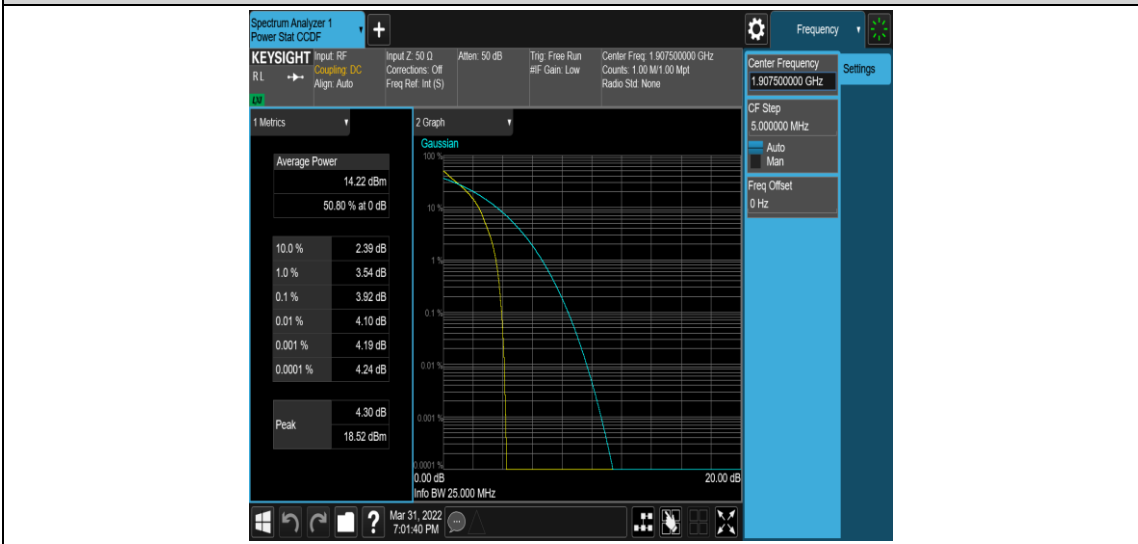 Spectrum Analyzer 1
Power Stat CCDF
+
Frequency
KEYSIGHT
R L
LXI
Input: RF
Coupling: DC
Align: Auto
Input Z: 50 Ω
Corrections: Off
Freq Ref: Int (S)
Atten: 50 dB
Trig: Free Run
#IF Gain: Low
Center Freq: 1.907500000 GHz
Counts: 1.00 M/1.00 Mpt
Radio Std: None
Center Frequency
1.907500000 GHz
Settings
CF Step
5.000000 MHz
Auto
Man
Freq Offset
0 Hz
1 Metrics
Average Power
14.22 dBm
50.80 % at 0 dB
10.0 % 2.39 dB
1.0 % 3.54 dB
0.1 % 3.92 dB
0.01 % 4.10 dB
0.001 % 4.19 dB
0.0001 % 4.24 dB
Peak
4.30 dB
18.52 dBm
2 Graph
Gaussian
100 %
10 %
1 %
0.1 %
0.01 %
0.001 %
0.0001 %
0.00 dB
20.00 dB
Info BW 25.000 MHz
?
Mar 31, 2022
7:01:40 PM